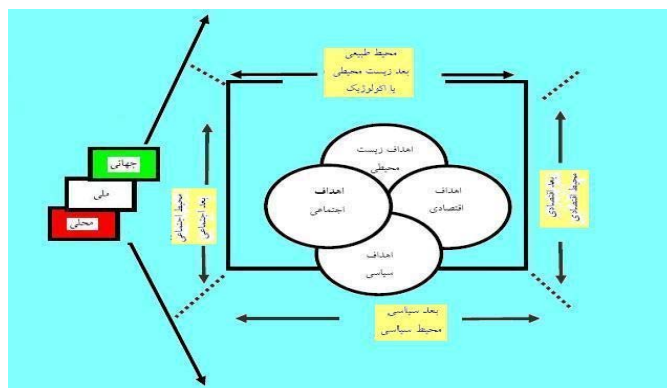 محیط طبیعی
بعد زیست محیطی
یا اکولوژیک
جهانی
ملی
محلی
محیط اجتماعی
بعد اجتماعی
اهداف زیست
محیطی
اهداف
اجتماعی
اهداف
اقتصادی
اهداف
سیاسی
بعد اقتصادی
محیط اقتصادی
بعد سیاسی
محیط سیاسی